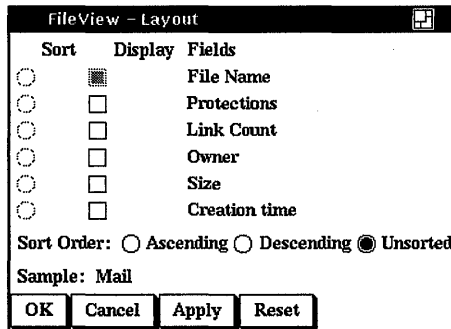 FileView – Layout
Sort Display Fields
File Name
Protections
Link Count
Owner
Size
Creation time
Sort Order: Ascending Descending Unsorted
Sample: Mail
OK Cancel Apply Reset